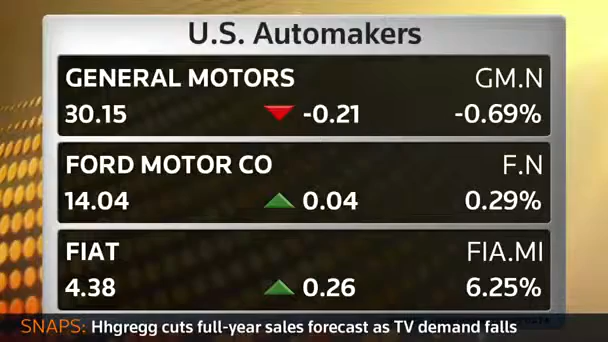 U.S. Automakers
GENERAL MOTORS GM.N
30.15 -0.21 -0.69%
FORD MOTOR CO F.N
14.04 0.04 0.29%
FIAT FIA.MI
4.38 0.26 6.25%
SNAPS: Hhgregg cuts full-year sales forecast as TV demand falls